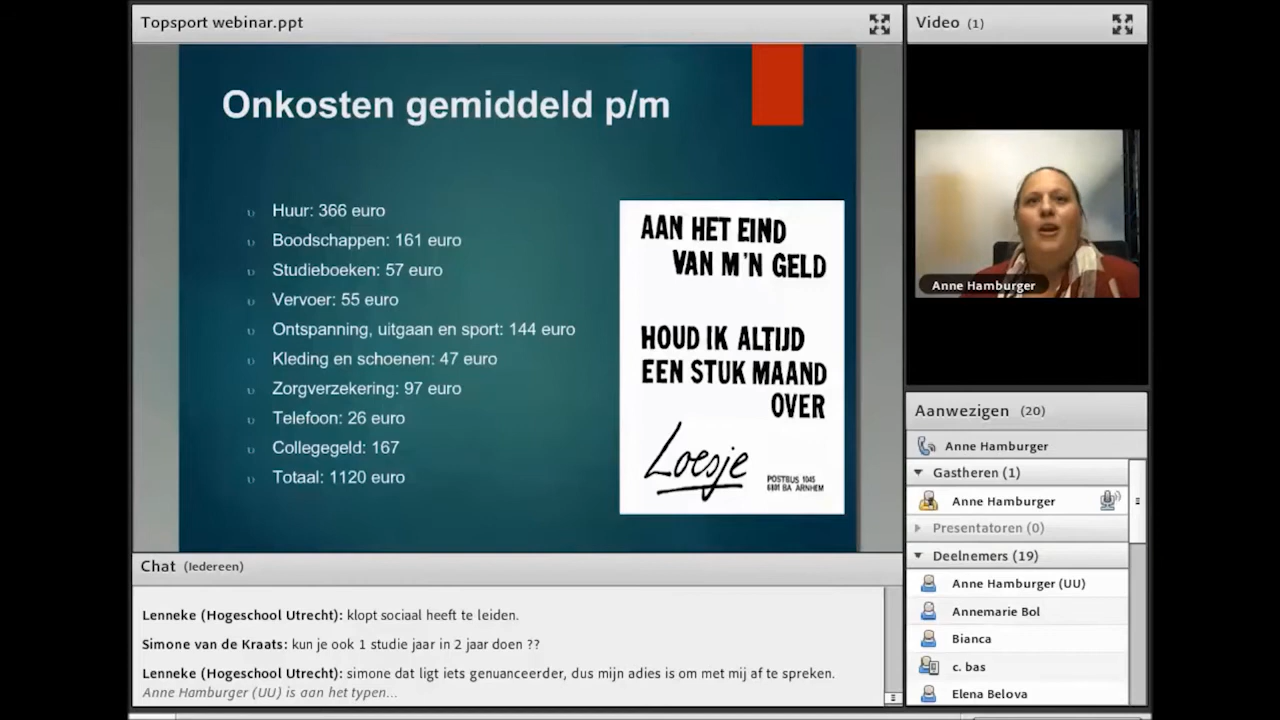 Topsport webinar.ppt
Onkosten gemiddeld p/m
Huur: 366 euro
Boodschappen: 161 euro
Studieboeken: 57 euro
Vervoer: 55 euro
Ontspanning, uitgaan en sport: 144 euro
Kleding en schoenen: 47 euro
Zorgverzekering: 97 euro
Telefoon: 26 euro
Collegegeld: 167
Totaal: 1120 euro
AAN HET EIND
VAN M'N GELD
HOUD IK ALTIJD
EEN STUK MAAND
OVER
Loesje
POSTBUS 1045
6801 BA ARNHEM
Chat (Iedereen)
Lenneke (Hogeschool Utrecht): klopt sociaal heeft te leiden.
Simone van de Kraats: kun je ook 1 studie jaar in 2 jaar doen ??
Lenneke (Hogeschool Utrecht): simone dat ligt iets genuanceerder, dus mijn adies is om met mij af te spreken.
Anne Hamburger (UU) is aan het typen...
Video (1)
Anne Hamburger
Aanwezigen (20)
Anne Hamburger
Gastheren (1)
Anne Hamburger
Presentatoren (0)
Deelnemers (19)
Anne Hamburger (UU)
Annemarie Bol
Bianca
c. bas
Elena Belova